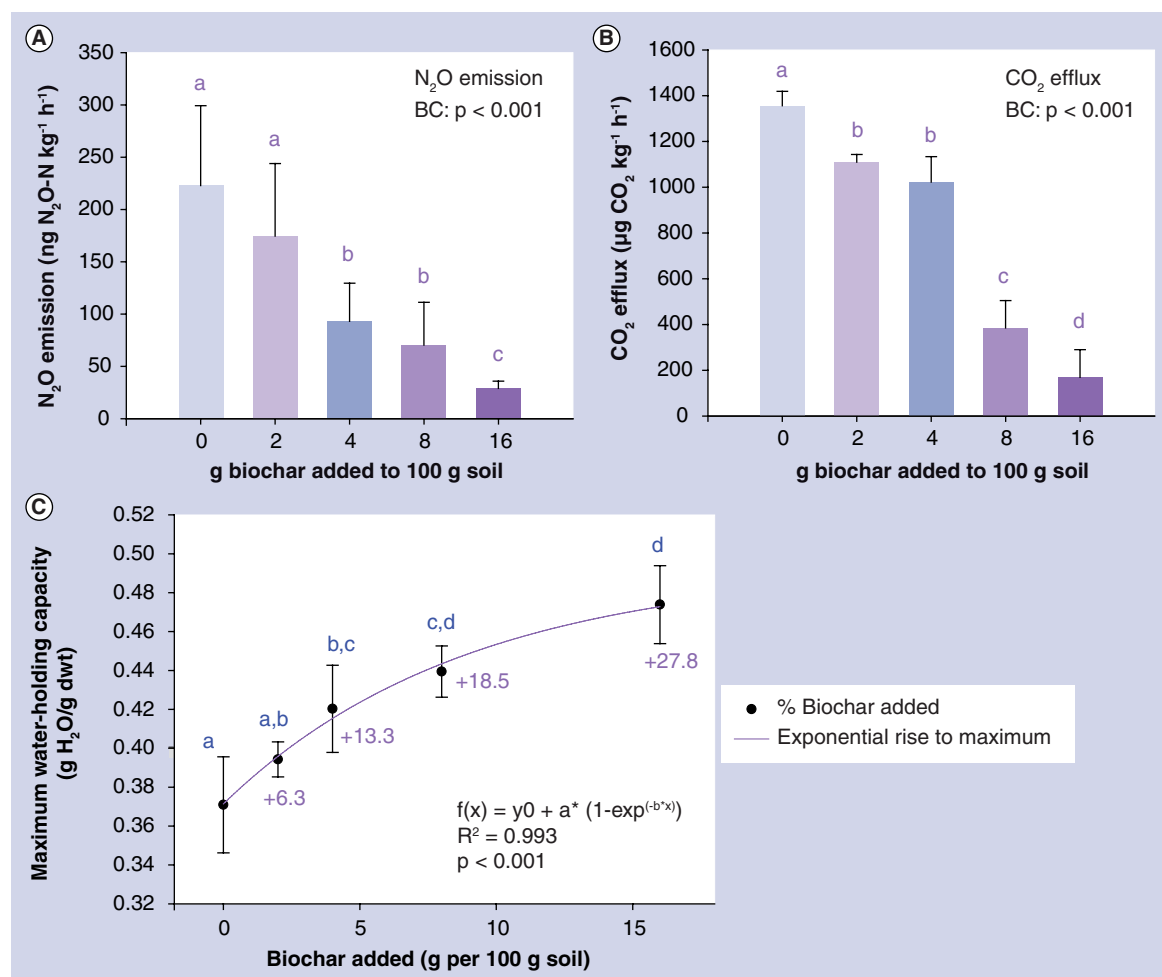 A
N₂O emission (ng N₂O-N kg⁻¹ h⁻¹)
350
300
250
200
150
100
50
0
N₂O emission
BC: p < 0.001
a
a
b
b
c
0 2 4 8 16
g biochar added to 100 g soil
B
CO₂ efflux (µg CO₂ kg⁻¹ h⁻¹)
1600
1400
1200
1000
800
600
400
200
0
CO₂ efflux
BC: p < 0.001
a
b
b
c
d
0 2 4 8 16
g biochar added to 100 g soil
C
Maximum water-holding capacity
(g H₂O/g dwt)
0.52
0.50
0.48
0.46
0.44
0.42
0.40
0.38
0.36
0.34
0.32
a
a,b
b,c
c,d
d
+6.3
+13.3
+18.5
+27.8
f(x) = y0 + a* (1-exp⁽⁻ᵇ*ˣ⁾)
R² = 0.993
p < 0.001
0 5 10 15
Biochar added (g per 100 g soil)
% Biochar added
Exponential rise to maximum